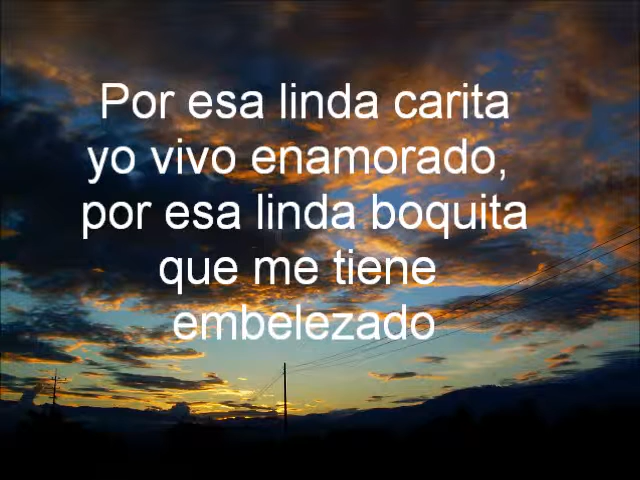 Por esa linda carita
yo vivo enamorado,
por esa linda boquita
que me tiene
embelezado